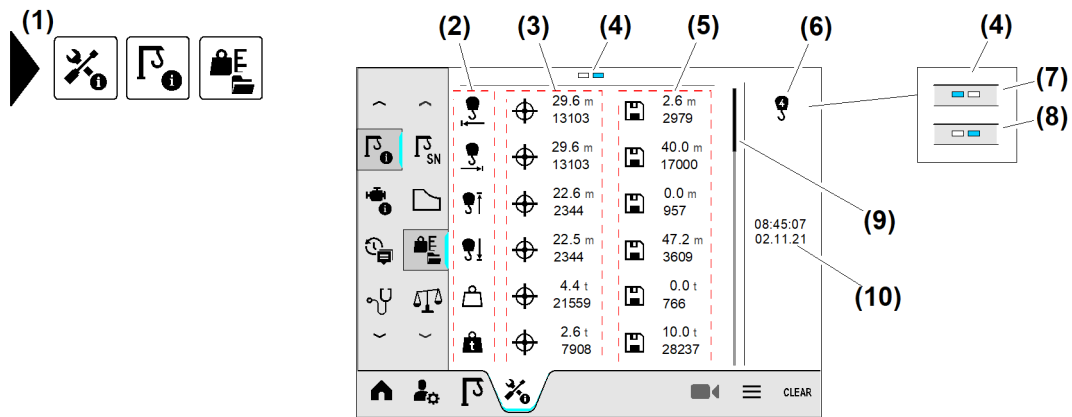 (1)
E
(2)
(3)
(4)
(5)
(6)
(4)
(7)
(8)
29.6 m
13103
2.6 m
2979
29.6 m
13103
40.0 m
17000
SN
22.6 m
2344
0.0 m
957
(9)
22.5 m
2344
47.2 m
3609
E
08:45:07
02.11.21
(10)
4.4 t
21559
0.0 t
766
t
2.6 t
7908
10.0 t
28237
CLEAR